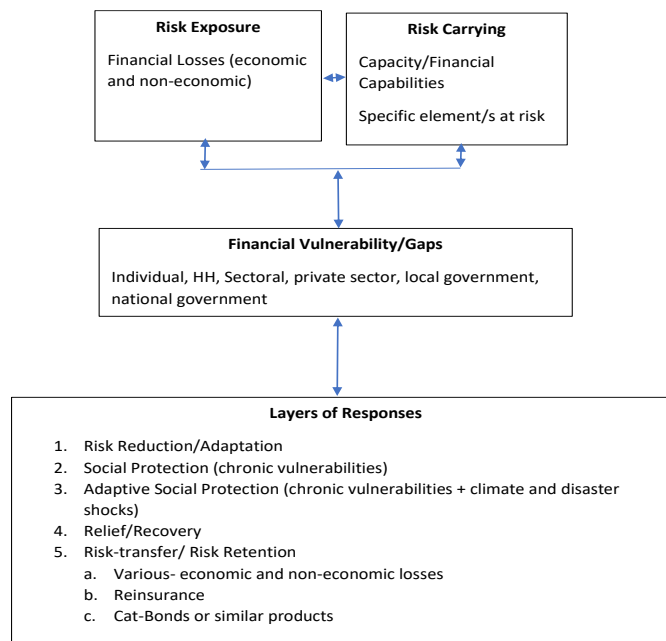 Risk Exposure
Financial Losses (economic
and non-economic)
Risk Carrying
Capacity/Financial
Capabilities
Specific element/s at risk
Financial Vulnerability/Gaps
Individual, HH, Sectoral, private sector, local government,
national government
Layers of Responses
1. Risk Reduction/Adaptation
2. Social Protection (chronic vulnerabilities)
3. Adaptive Social Protection (chronic vulnerabilities + climate and disaster
shocks)
4. Relief/Recovery
5. Risk-transfer/ Risk Retention
a. Various- economic and non-economic losses
b. Reinsurance
c. Cat-Bonds or similar products